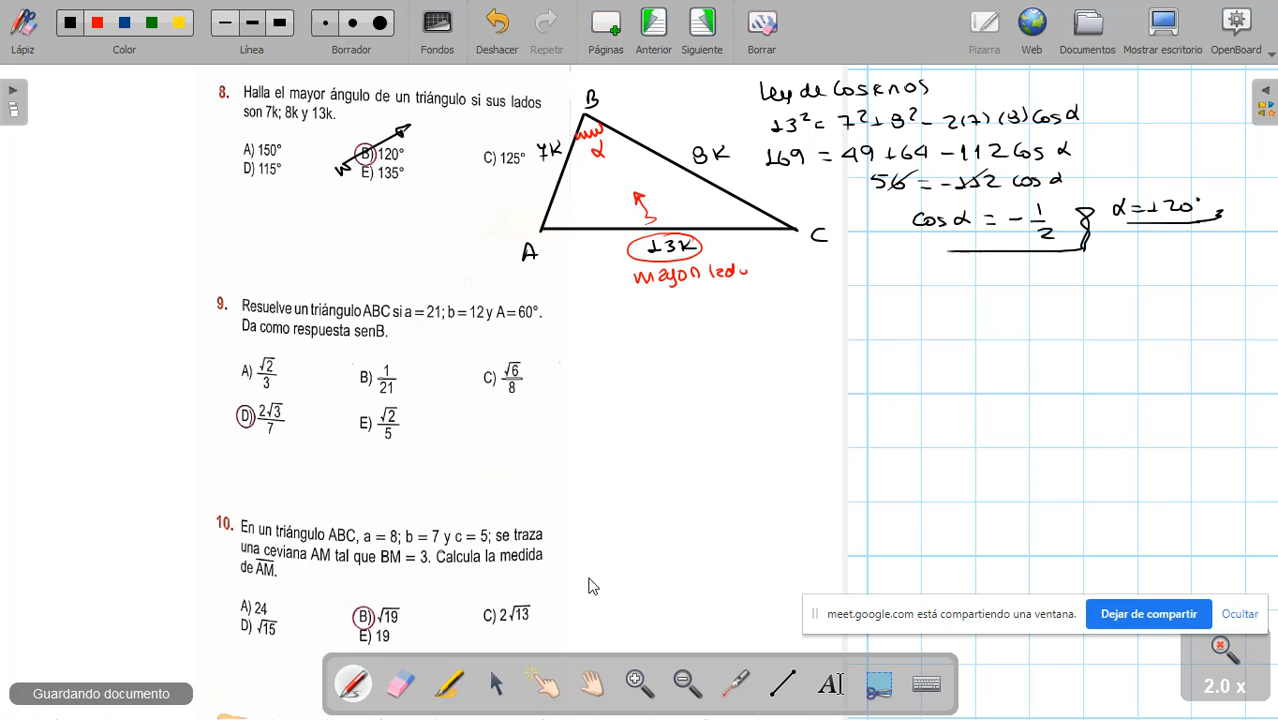 Lápiz
Color
Línea
Borrador
Fondos
Deshacer
Repetir
Páginas
Anterior
Siguiente
Borrar
Pizarra
Web
Documentos
Mostrar escritorio
OpenBoard
8. Halla el mayor ángulo de un triángulo si sus lados
son 7k; 8k y 13k.
A) 150°
B) 120°
C) 125°
D) 115°
E) 135°
B
7K
α
8K
A
13K
C
mayor lado
Ley de cosenos
13² = 7² + 8² - 2(7)(8) cos α
169 = 49 + 64 - 112 cos α
56 = -112 cos α
cos α = - 1/2
α = 120°
9. Resuelve un triángulo ABC si a = 21; b = 12 y A = 60°.
Da como respuesta senB.
A) √2/3
B) 1/21
C) √6/8
D) 2√3/7
E) √2/5
10. En un triángulo ABC, a = 8; b = 7 y c = 5; se traza
una ceviana AM tal que BM = 3. Calcula la medida
de AM.
A) 24
B) √19
C) 2√13
D) √15
E) 19
meet.google.com está compartiendo una ventana.
Dejar de compartir
Ocultar
Guardando documento
2.0 x